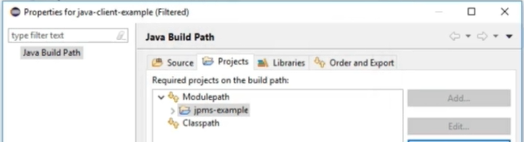 Properties for java-client-example (Filtered)
type filter text
Java Build Path
Java Build Path
Source Projects Libraries Order and Export
Required projects on the build path:
Modulepath
jpms-example
Classpath
Add...
Edit...